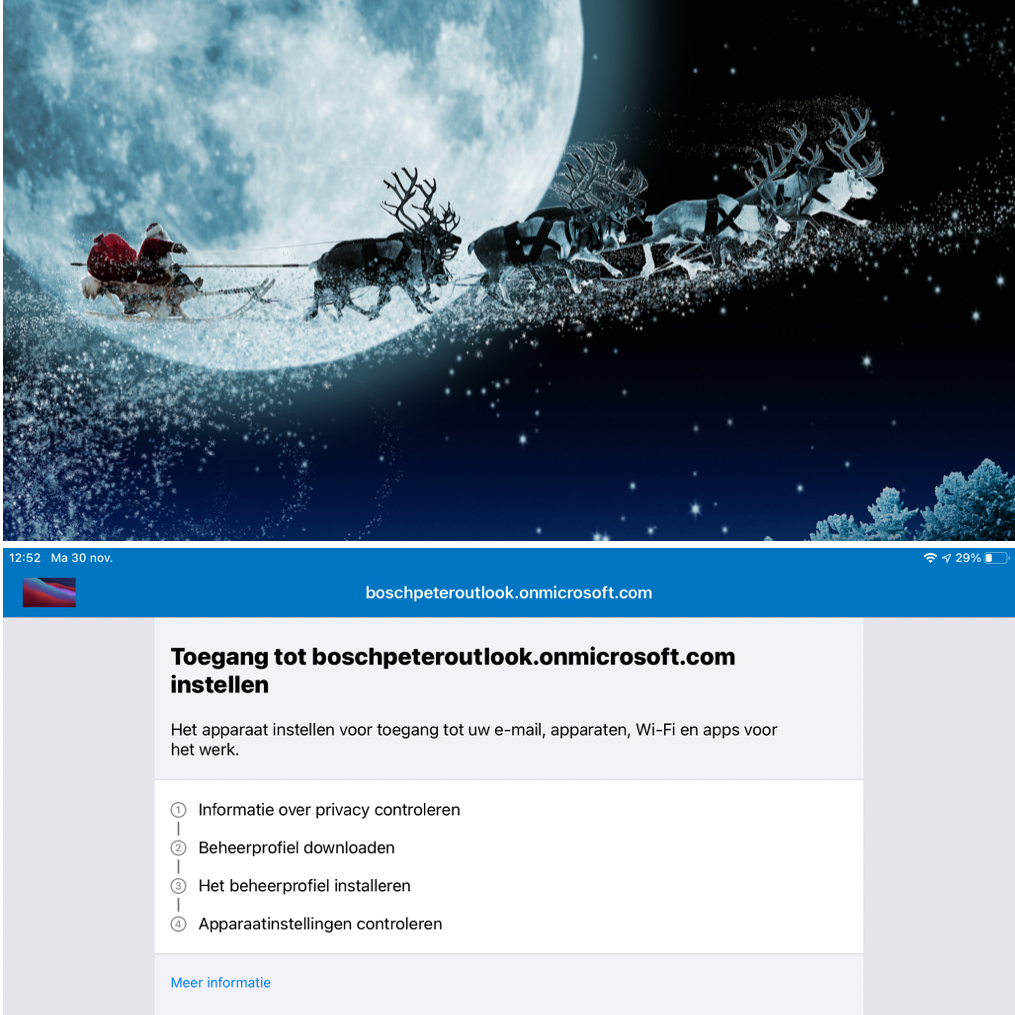 12:52 Ma 30 nov.
29%
boschpeteroutlook.onmicrosoft.com
Toegang tot boschpeteroutlook.onmicrosoft.com
instellen
Het apparaat instellen voor toegang tot uw e-mail, apparaten, Wi-Fi en apps voor
het werk.
1 Informatie over privacy controleren
2 Beheerprofiel downloaden
3 Het beheerprofiel installeren
4 Apparaatinstellingen controleren
Meer informatie